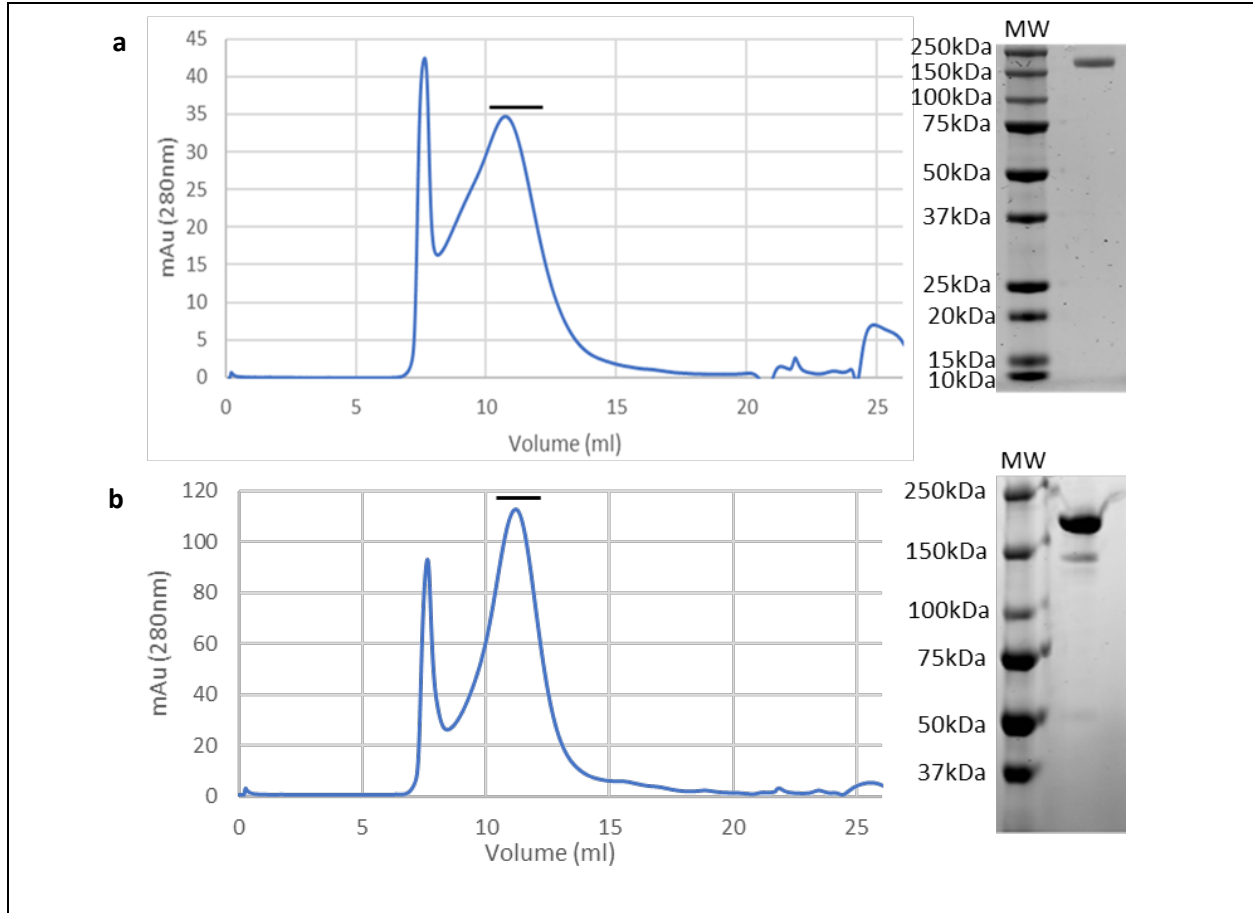 a
45
40
35
30
25
20
15
10
5
0
mAu (280nm)
0 5 10 15 20 25
Volume (ml)
MW
250kDa
150kDa
100kDa
75kDa
50kDa
37kDa
25kDa
20kDa
15kDa
10kDa
b
120
100
80
60
40
20
0
mAu (280nm)
0 5 10 15 20 25
Volume (ml)
MW
250kDa
150kDa
100kDa
75kDa
50kDa
37kDa